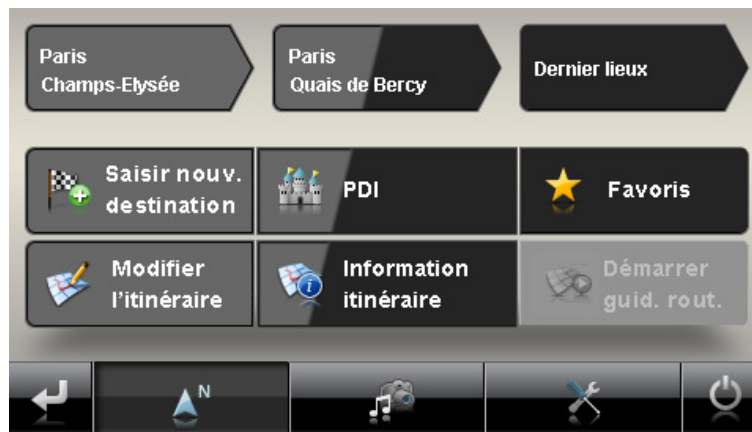 Paris
Champs-Elysée
Paris
Quais de Bercy
Dernier lieux
Saisir nouv.
destination
PDI
Favoris
Modifier
l'itinéraire
Information
itinéraire
Démarrer
guid. rout.
N